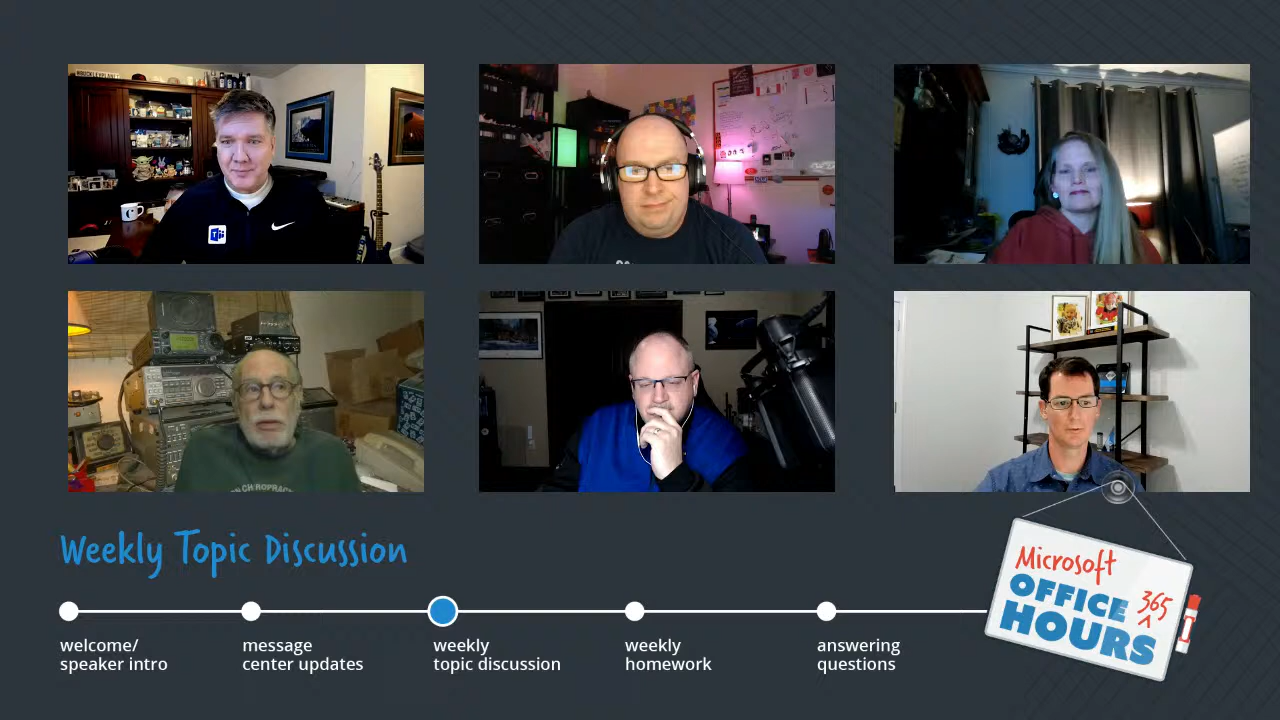 CHIROPRAC
Weekly Topic Discussion
welcome/
speaker intro
message
center updates
weekly
topic discussion
weekly
homework
answering
questions
Microsoft
OFFICE 365
HOURS